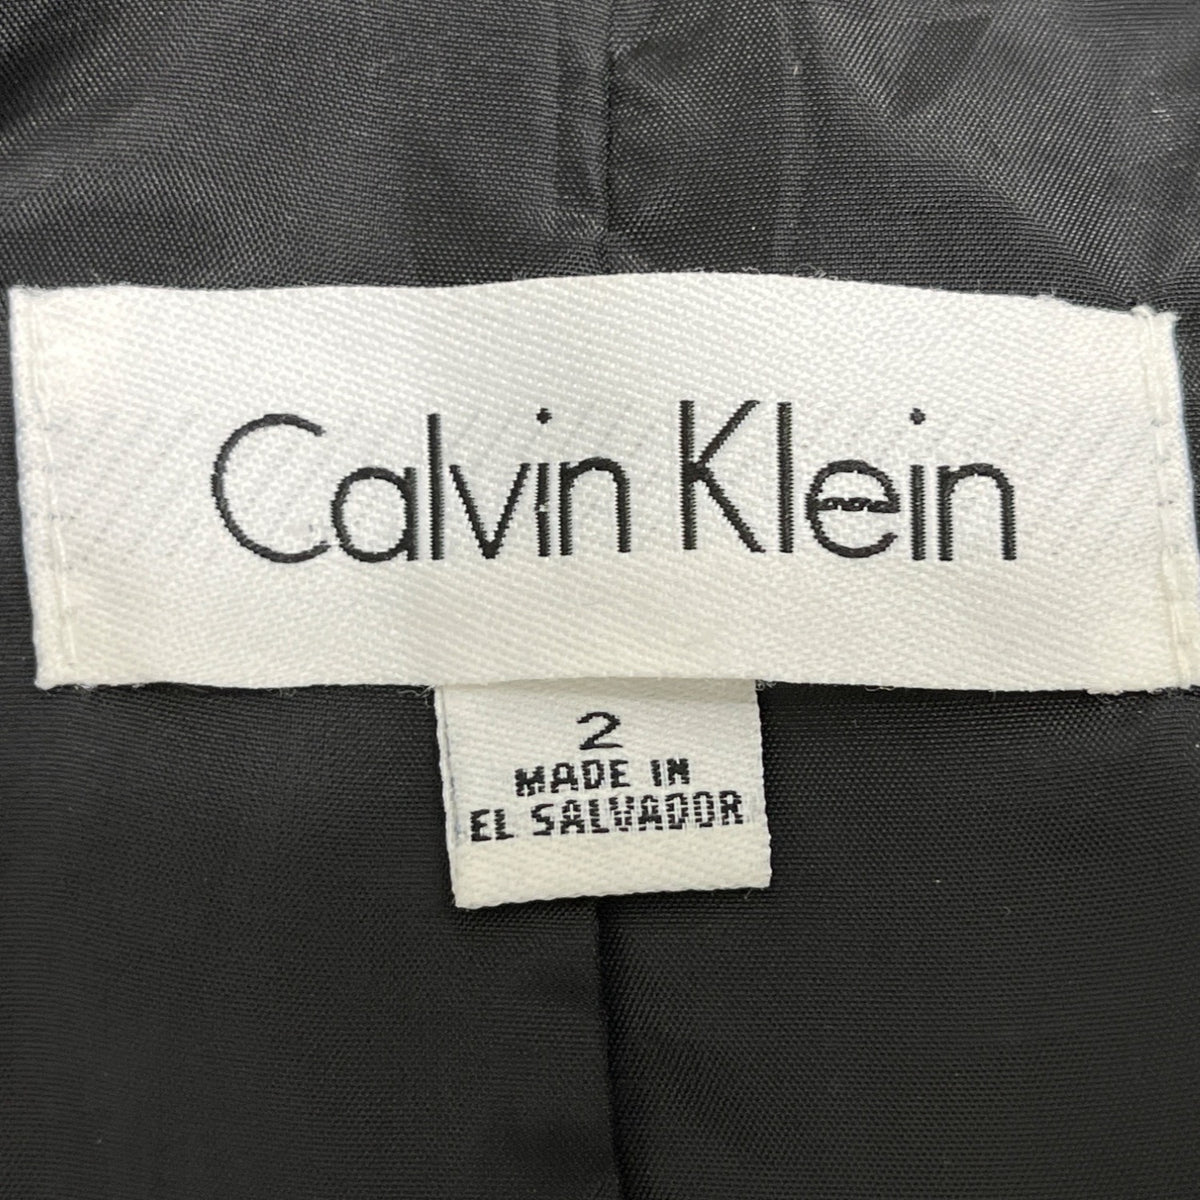 Calvin Klein
2
MADE IN
EL SALVADOR